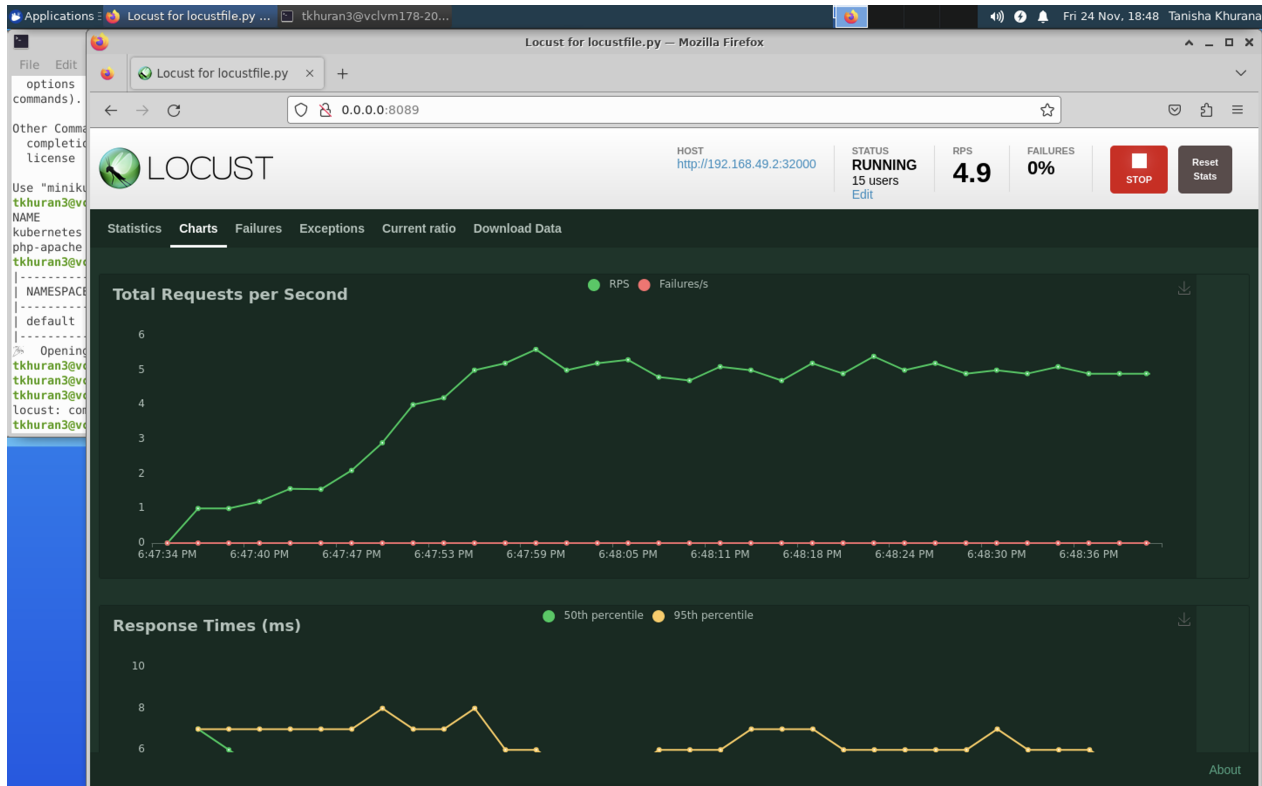 Applications
Locust for locustfile.py ...
tkhuran3@vclvm178-20...
Fri 24 Nov, 18:48
Tanisha Khurana
Locust for locustfile.py — Mozilla Firefox
File Edit
options
commands).
Other Comma
completio
license
Use "miniku
tkhuran3@vc
NAME
kubernetes
php-apache
tkhuran3@vc
|----------
| NAMESPACE
|----------
| default
|----------
Opening
tkhuran3@vc
tkhuran3@vc
tkhuran3@vc
locust: com
tkhuran3@vc
Locust for locustfile.py
0.0.0.0:8089
LOCUST
HOST
http://192.168.49.2:32000
STATUS
RUNNING
15 users
Edit
RPS
4.9
FAILURES
0%
STOP
Reset
Stats
Statistics Charts Failures Exceptions Current ratio Download Data
Total Requests per Second
RPS Failures/s
6
5
4
3
2
1
0
6:47:34 PM 6:47:40 PM 6:47:47 PM 6:47:53 PM 6:47:59 PM 6:48:05 PM 6:48:11 PM 6:48:18 PM 6:48:24 PM 6:48:30 PM 6:48:36 PM
Response Times (ms)
50th percentile 95th percentile
10
8
6
About